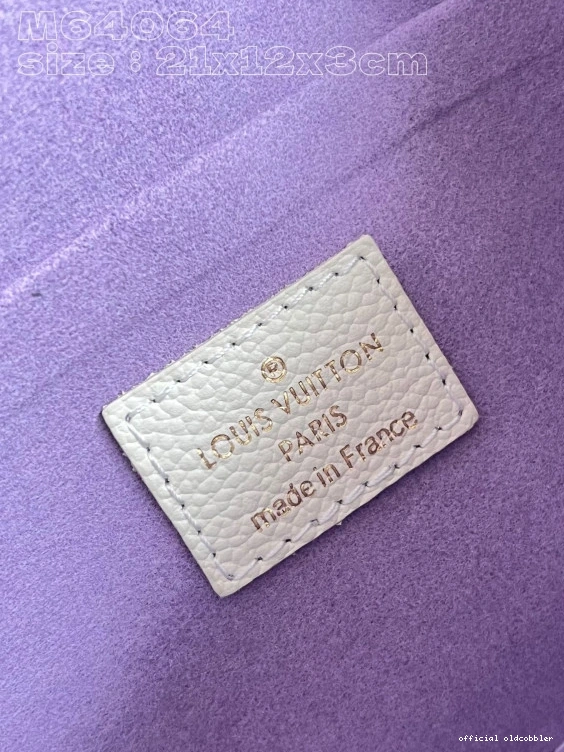 M64064
size : 21x12x3cm
®
LOUIS VUITTON
PARIS
made in France
official oldcobbler